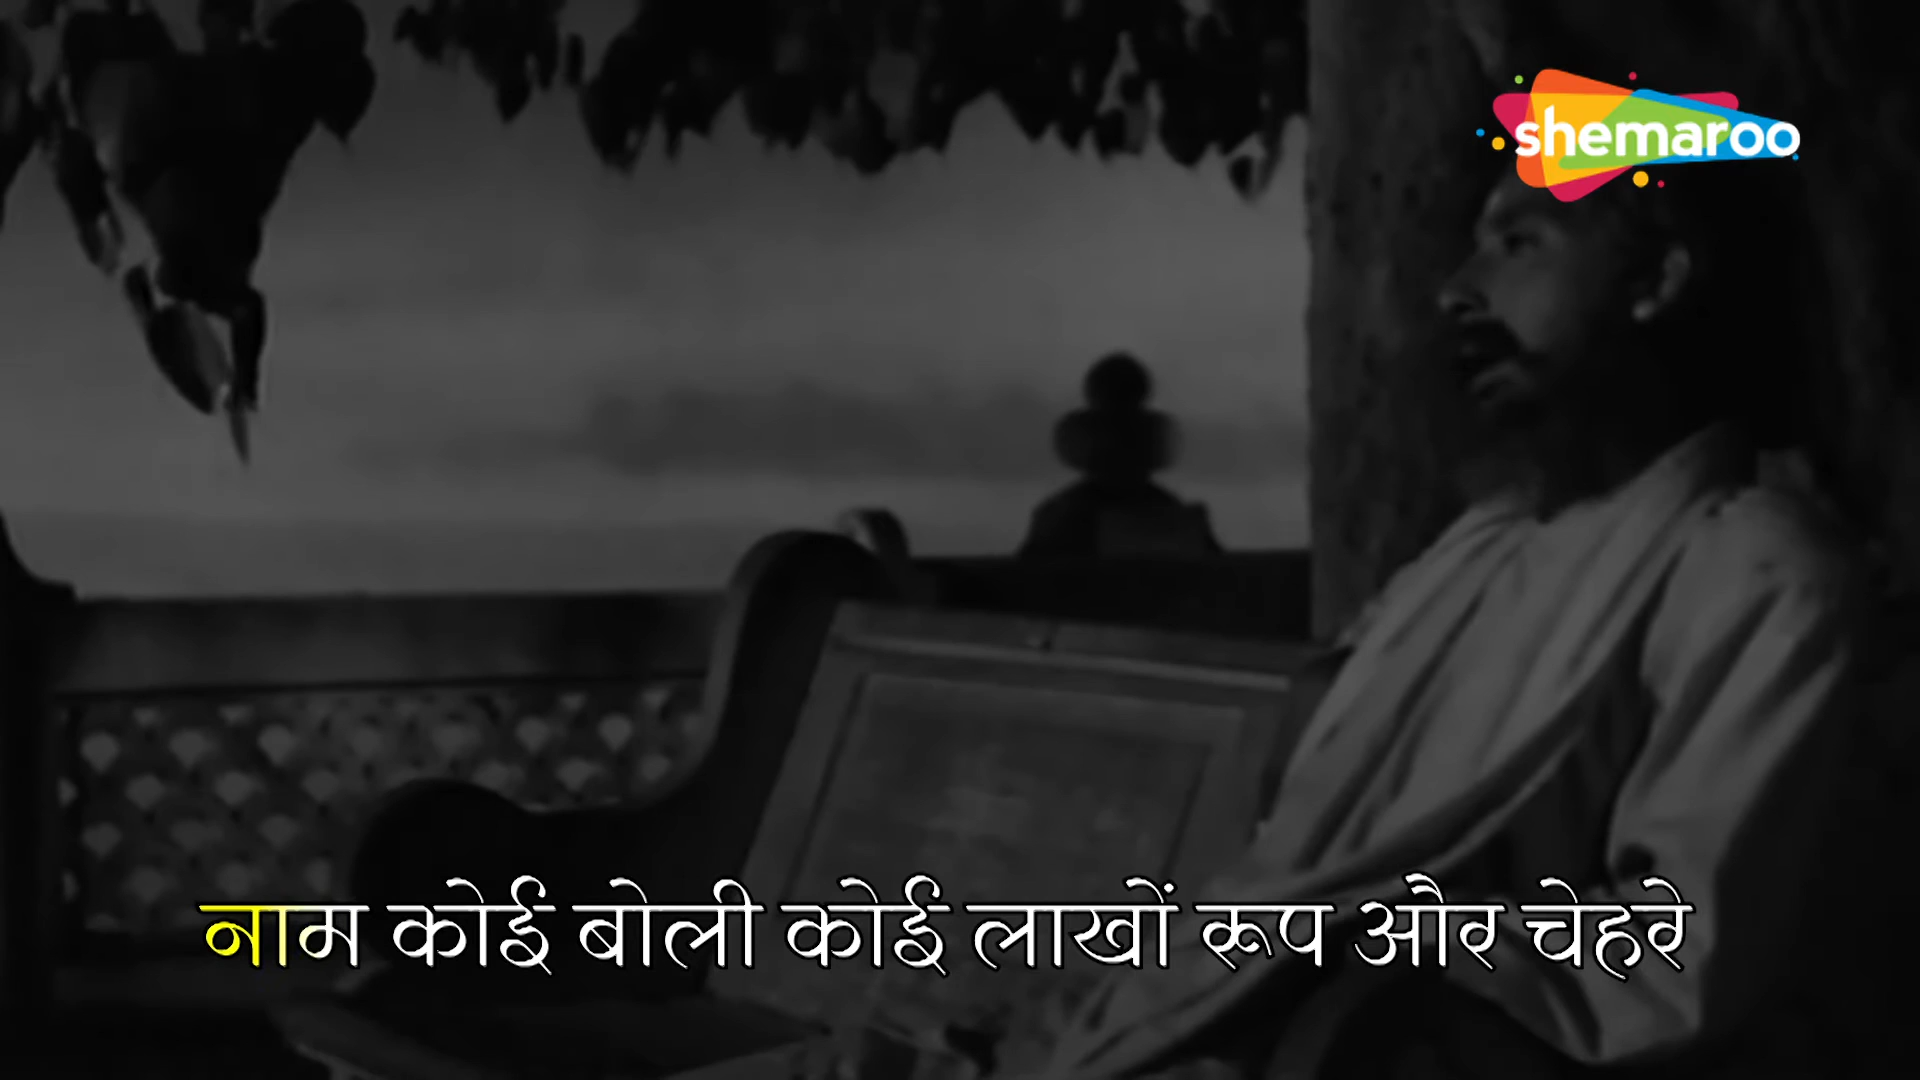 shemaroo
नाम कोई बोली कोई लाखों रूप और चेहरे